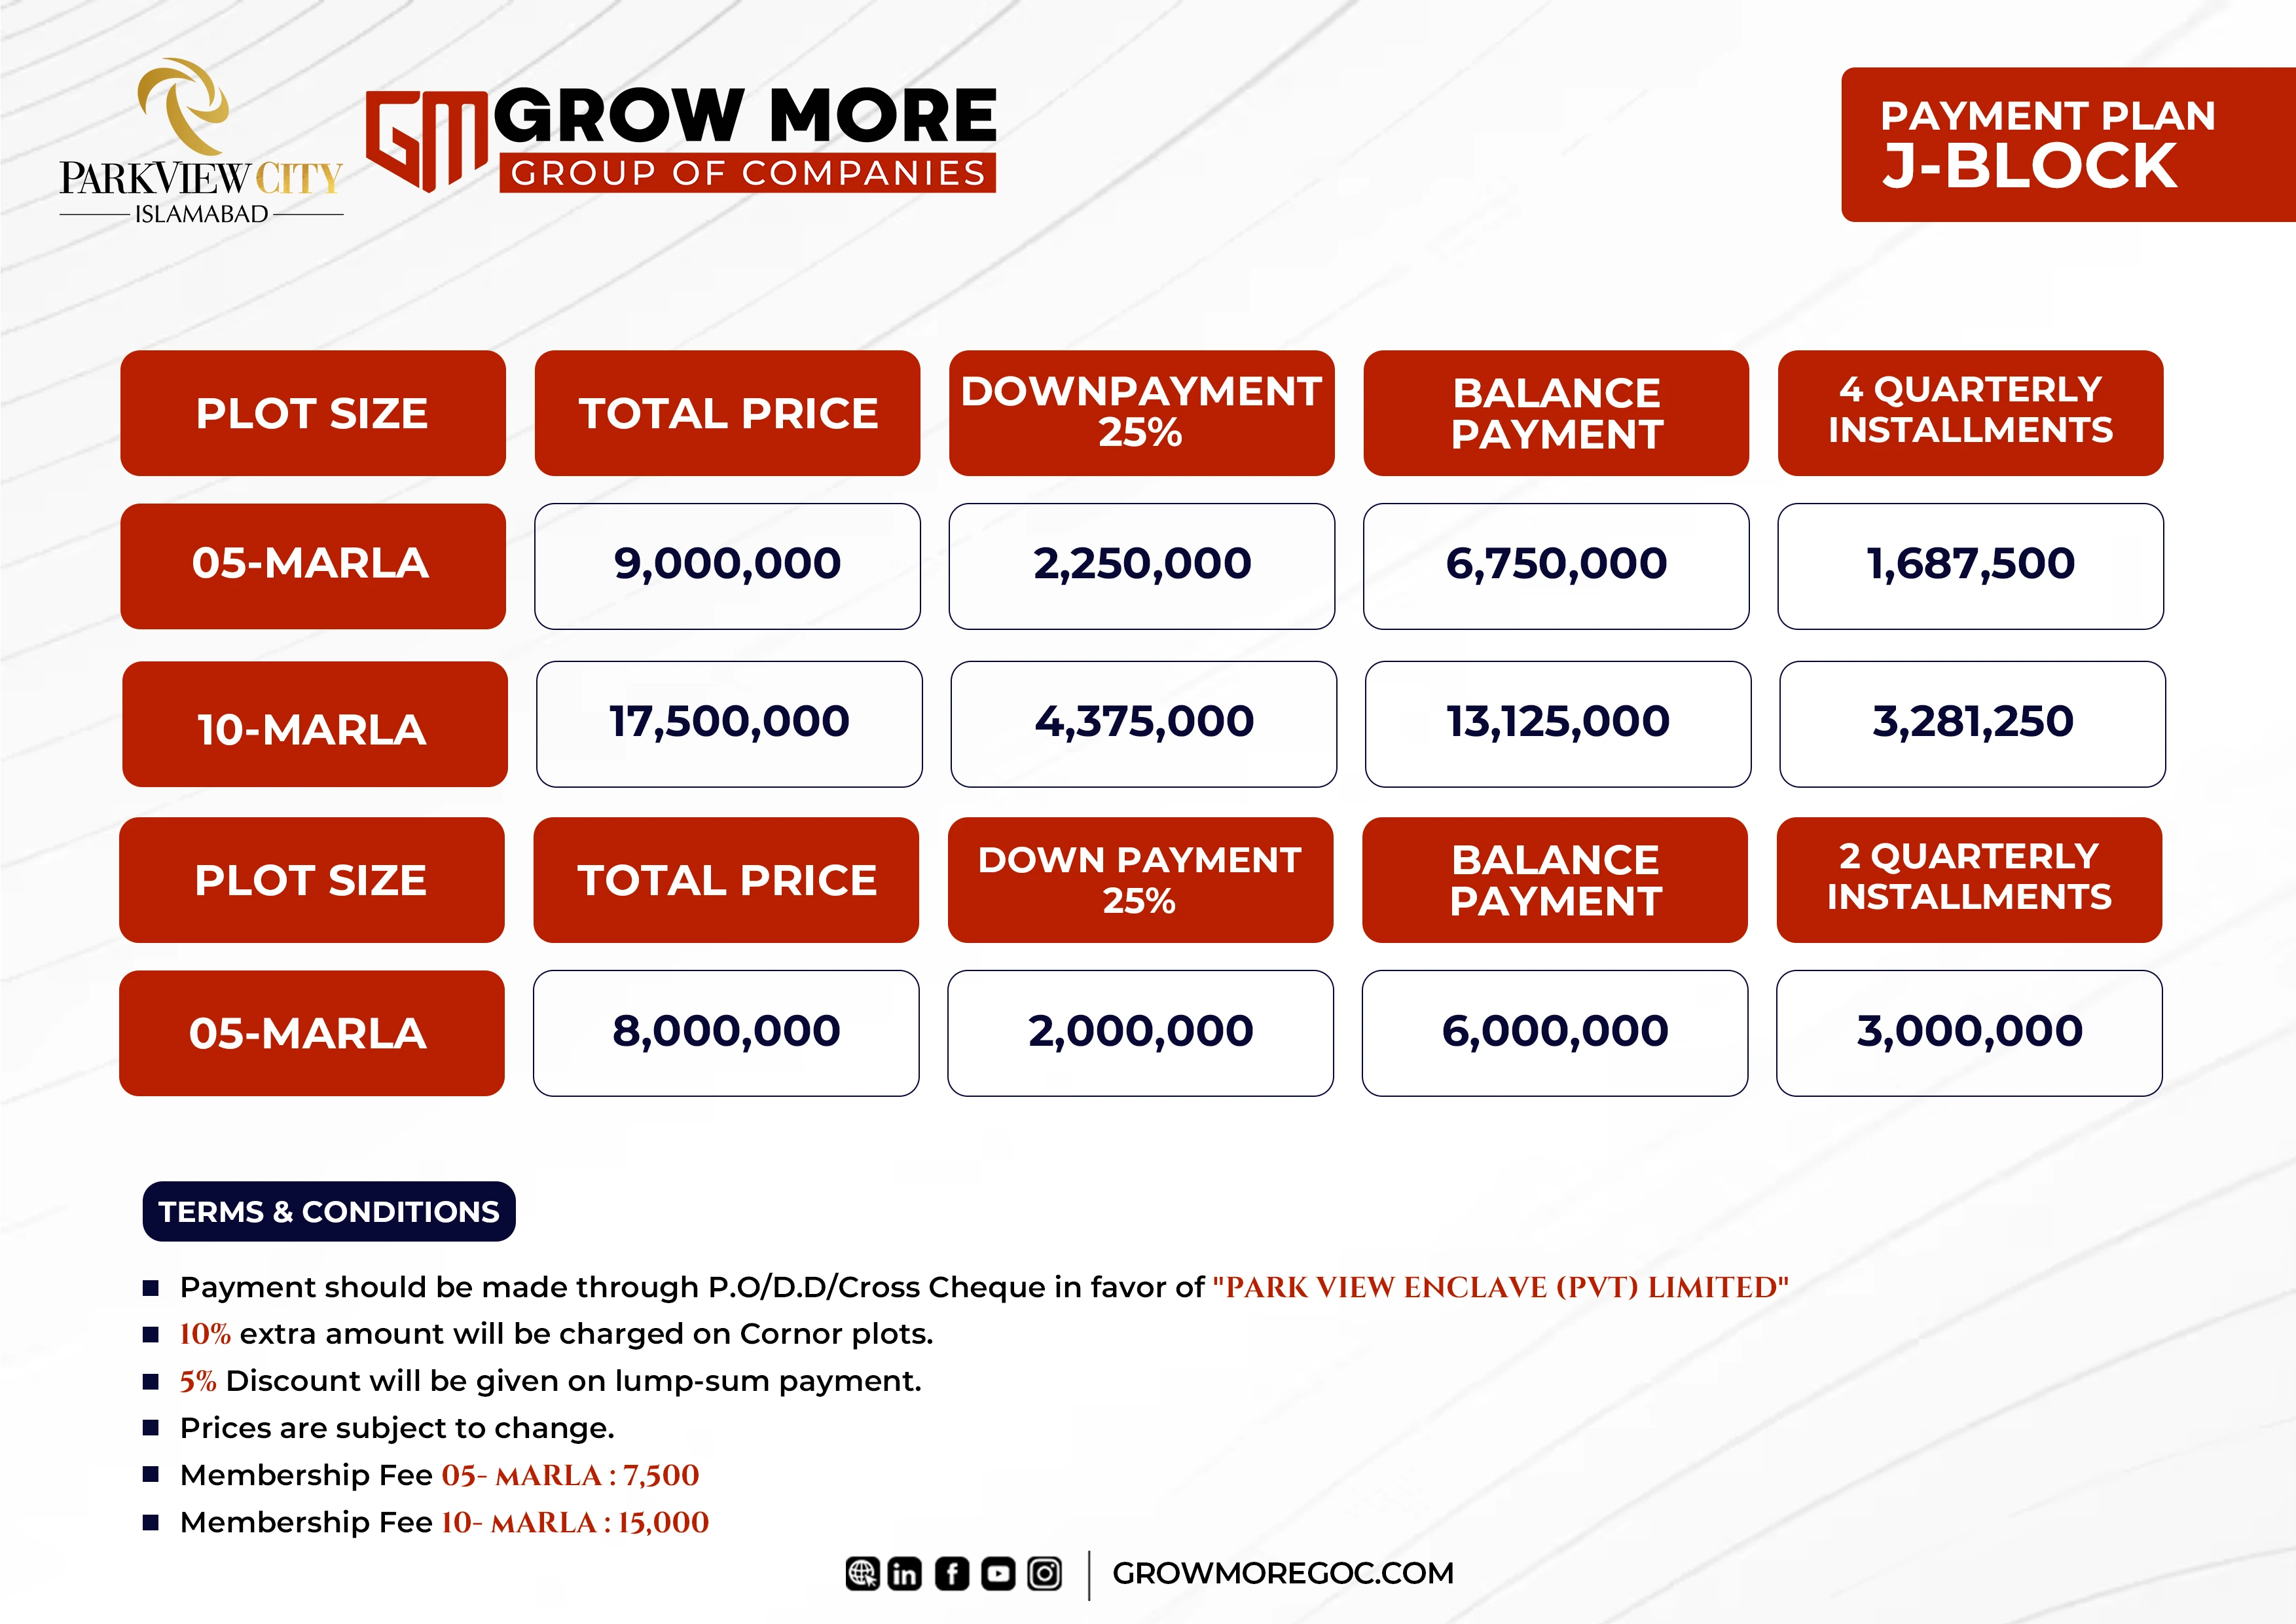 PARKVIEW CITY
ISLAMABAD
GM GROW MORE
GROUP OF COMPANIES
PAYMENT PLAN
J-BLOCK
PLOT SIZE
TOTAL PRICE
DOWNPAYMENT
25%
BALANCE
PAYMENT
4 QUARTERLY
INSTALLMENTS
05-MARLA
9,000,000
2,250,000
6,750,000
1,687,500
10-MARLA
17,500,000
4,375,000
13,125,000
3,281,250
PLOT SIZE
TOTAL PRICE
DOWN PAYMENT
25%
BALANCE
PAYMENT
2 QUARTERLY
INSTALLMENTS
05-MARLA
8,000,000
2,000,000
6,000,000
3,000,000
TERMS & CONDITIONS
Payment should be made through P.O/D.D/Cross Cheque in favor of "PARK VIEW ENCLAVE (PVT) LIMITED"
10% extra amount will be charged on Cornor plots.
5% Discount will be given on lump-sum payment.
Prices are subject to change.
Membership Fee 05- MARLA : 7,500
Membership Fee 10- MARLA : 15,000
GROWMOREGOC.COM